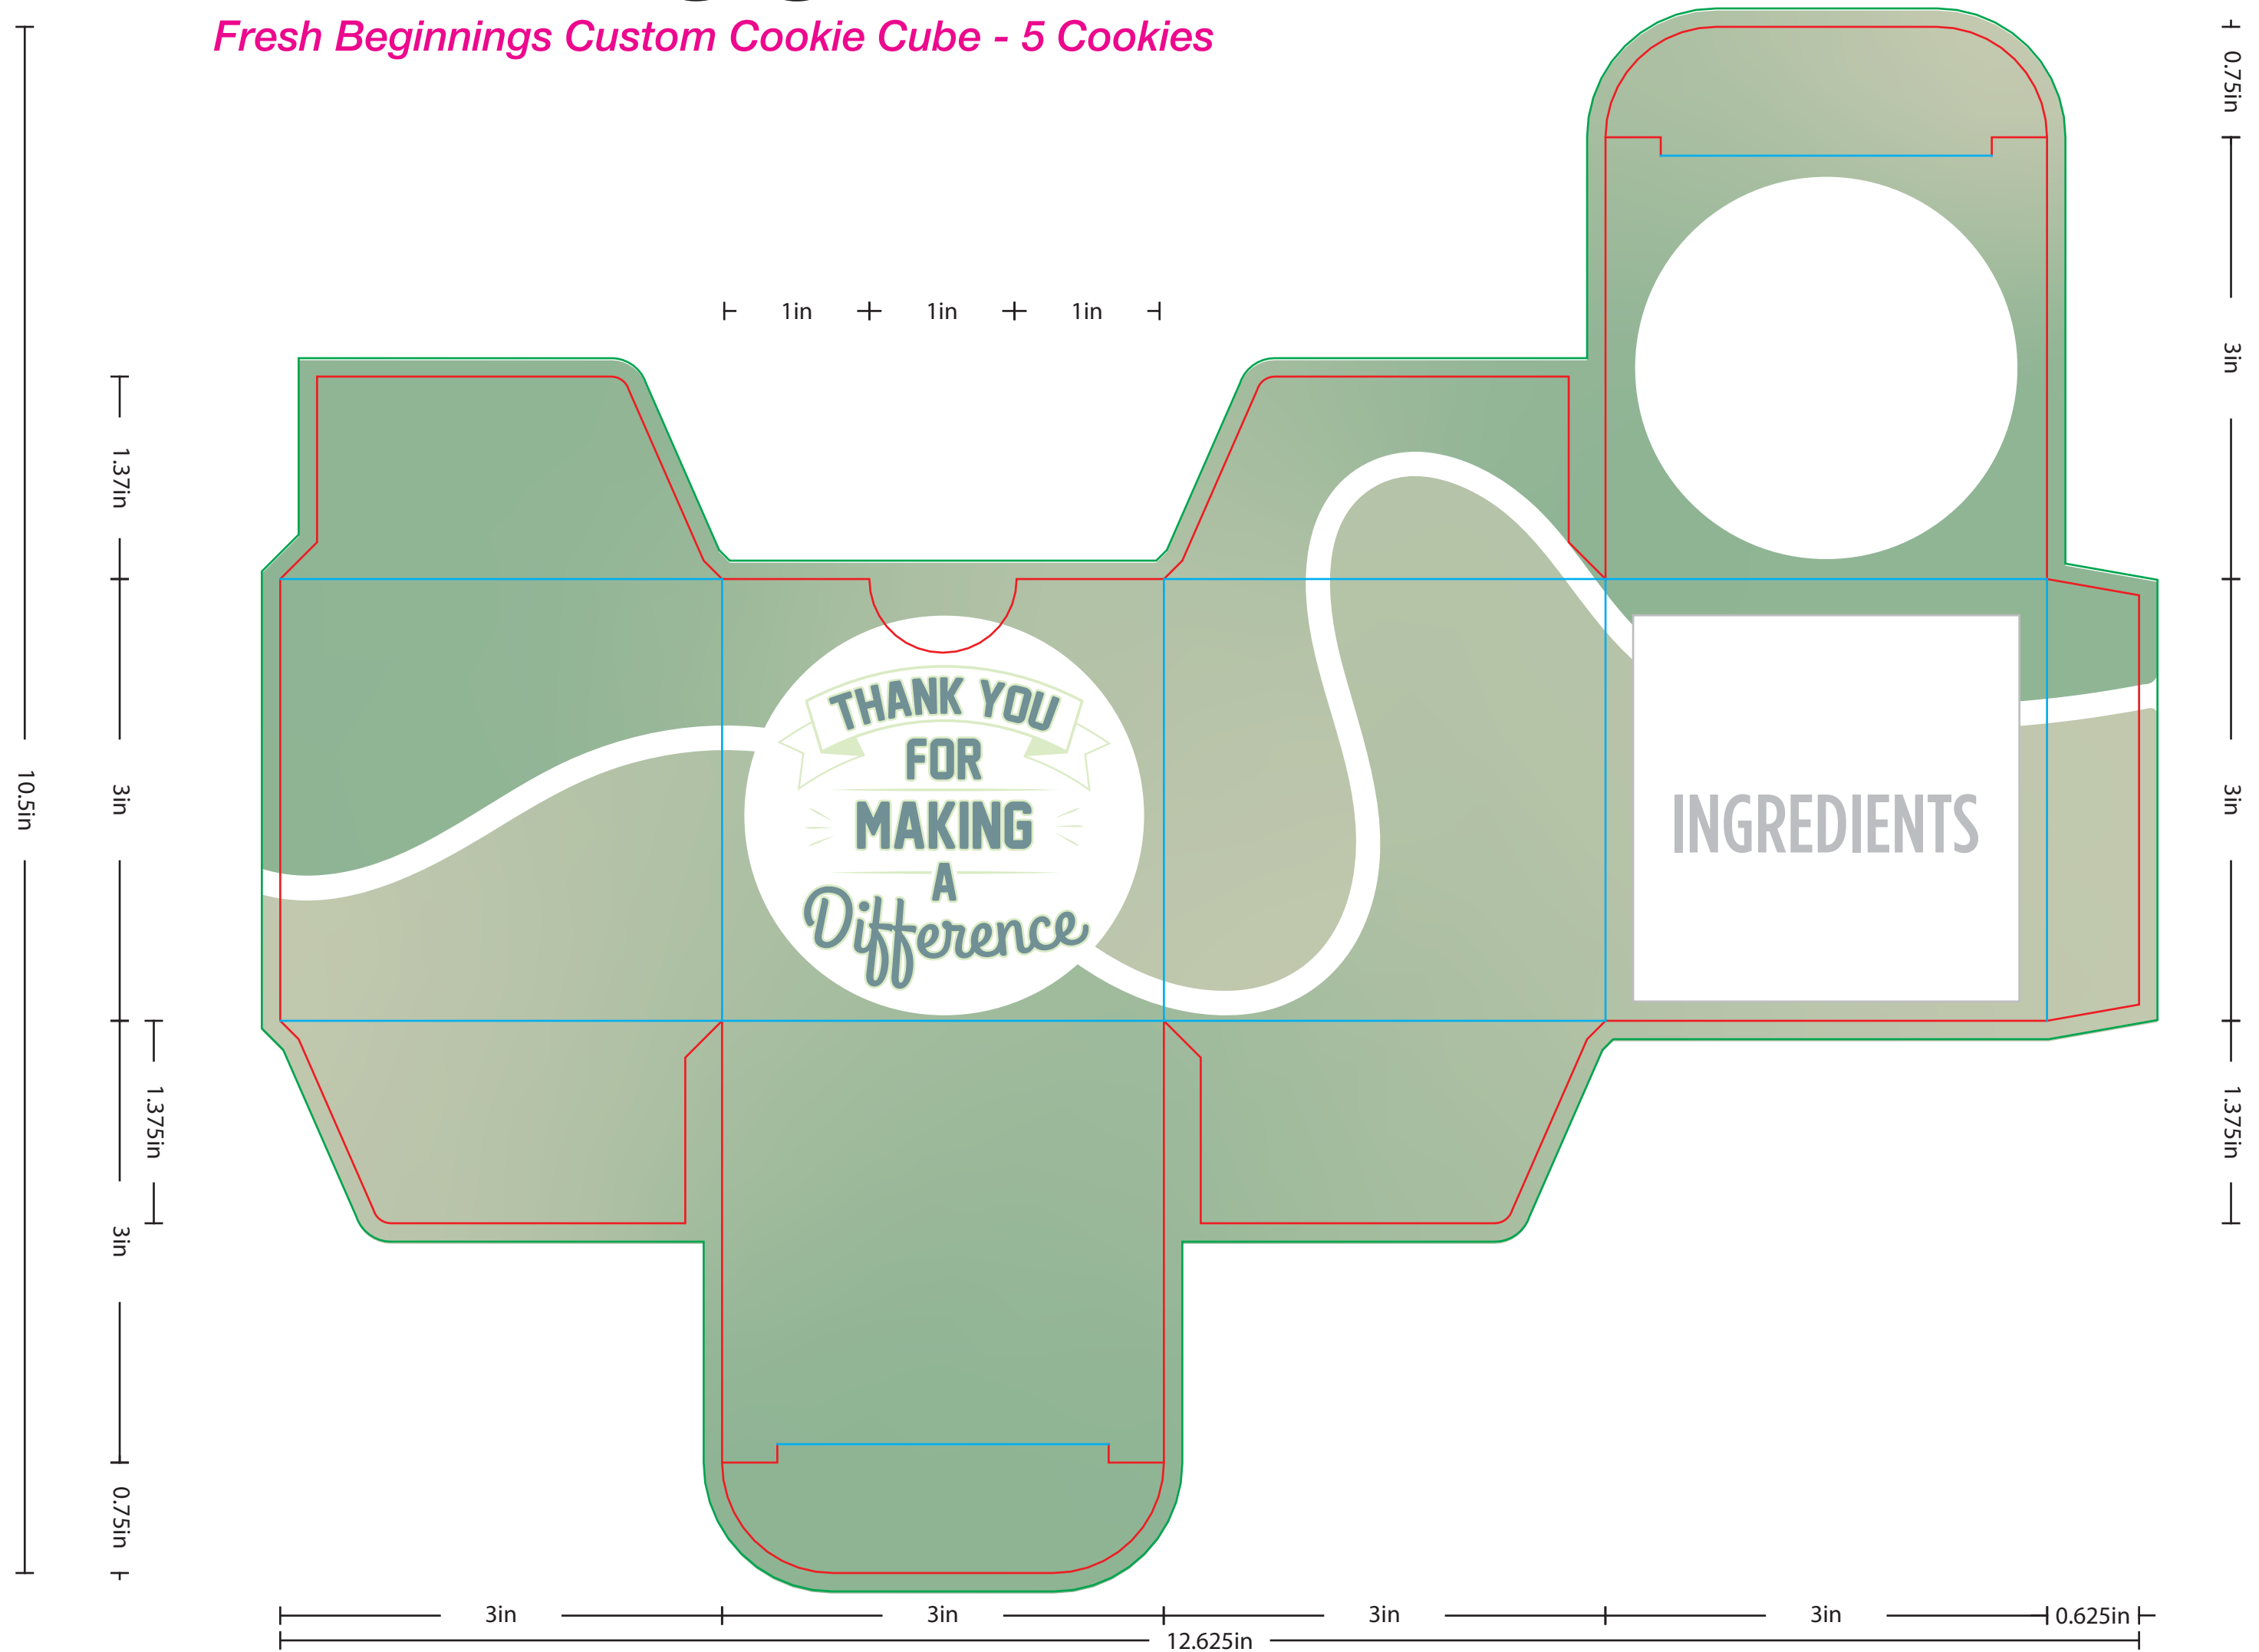 Fresh Beginnings Custom Cookie Cube - 5 Cookies
0.75in
3in
1in 1in 1in
1.37in
THANK YOU
FOR
MAKING
A
Difference
INGREDIENTS
10.5in
3in
3in
1.375in
1.375in
3in
0.75in
3in 3in 3in 3in 0.625in
12.625in